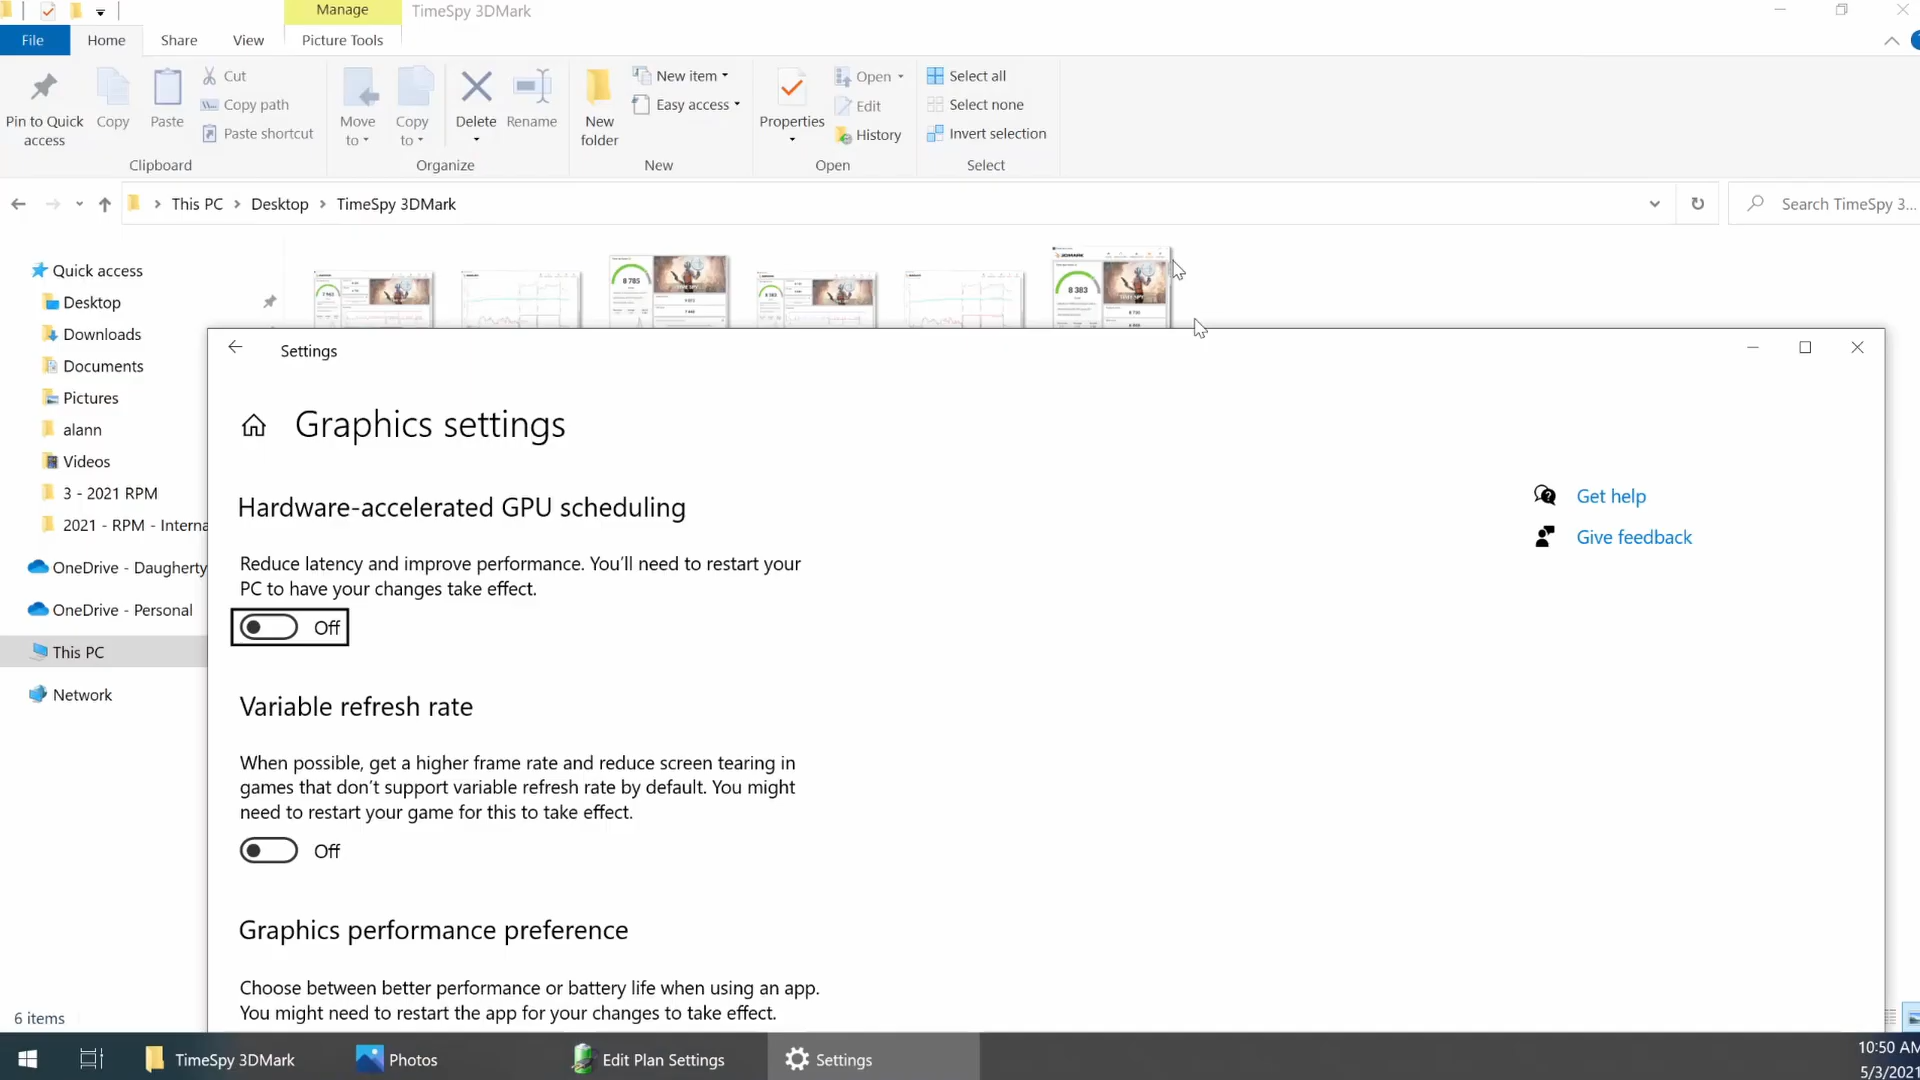 Manage TimeSpy 3DMark
File Home Share View Picture Tools
Pin to Quick access
Copy
Paste
Cut
Copy path
Paste shortcut
Clipboard
Move to
Copy to
Delete
Rename
Organize
New folder
New item
Easy access
New
Properties
Open
Edit
History
Open
Select all
Select none
Invert selection
Select
This PC > Desktop > TimeSpy 3DMark
Search TimeSpy 3...
Quick access
Desktop
Downloads
Documents
Pictures
alann
Videos
3 - 2021 RPM
2021 - RPM - Interna
OneDrive - Daugherty
OneDrive - Personal
This PC
Network
8 785
8 383
Settings
Graphics settings
Hardware-accelerated GPU scheduling
Reduce latency and improve performance. You'll need to restart your
PC to have your changes take effect.
Off
Variable refresh rate
When possible, get a higher frame rate and reduce screen tearing in
games that don't support variable refresh rate by default. You might
need to restart your game for this to take effect.
Off
Graphics performance preference
Choose between better performance or battery life when using an app.
You might need to restart the app for your changes to take effect.
Get help
Give feedback
6 items
TimeSpy 3DMark Photos Edit Plan Settings Settings
10:50 AM
5/3/2021